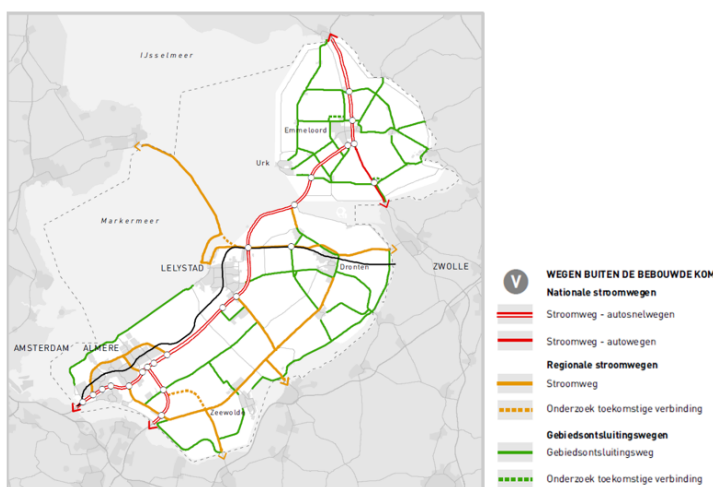 IJsselmeer
Emmeloord
Urk
Markermeer
LELYSTAD
Dronten
ZWOLLE
AMSTERDAM ALMERE
Zeewolde
V
WEGEN BUITEN DE BEBOUWDE KOM
Nationale stroomwegen
Stroomweg - autosnelwegen
Stroomweg - autowegen
Regionale stroomwegen
Stroomweg
Onderzoek toekomstige verbinding
Gebiedsontsluitingswegen
Gebiedsontsluitingsweg
Onderzoek toekomstige verbinding